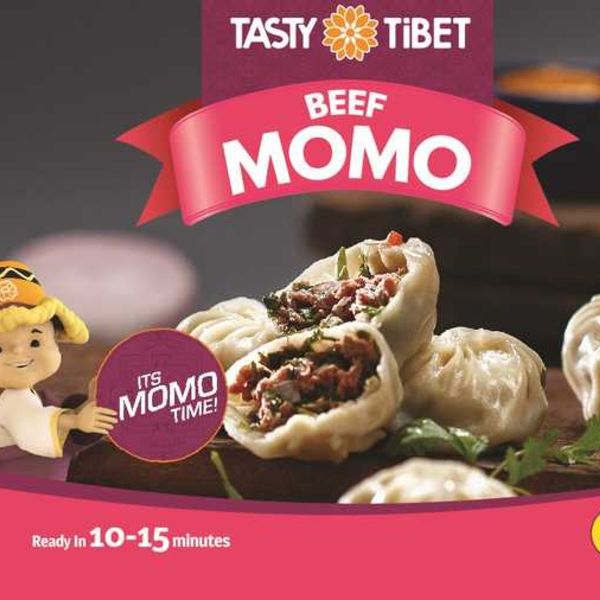 TASTY TiBET
BEEF
MOMO
ITS
MOMO
TIME!
Ready In 10-15 minutes